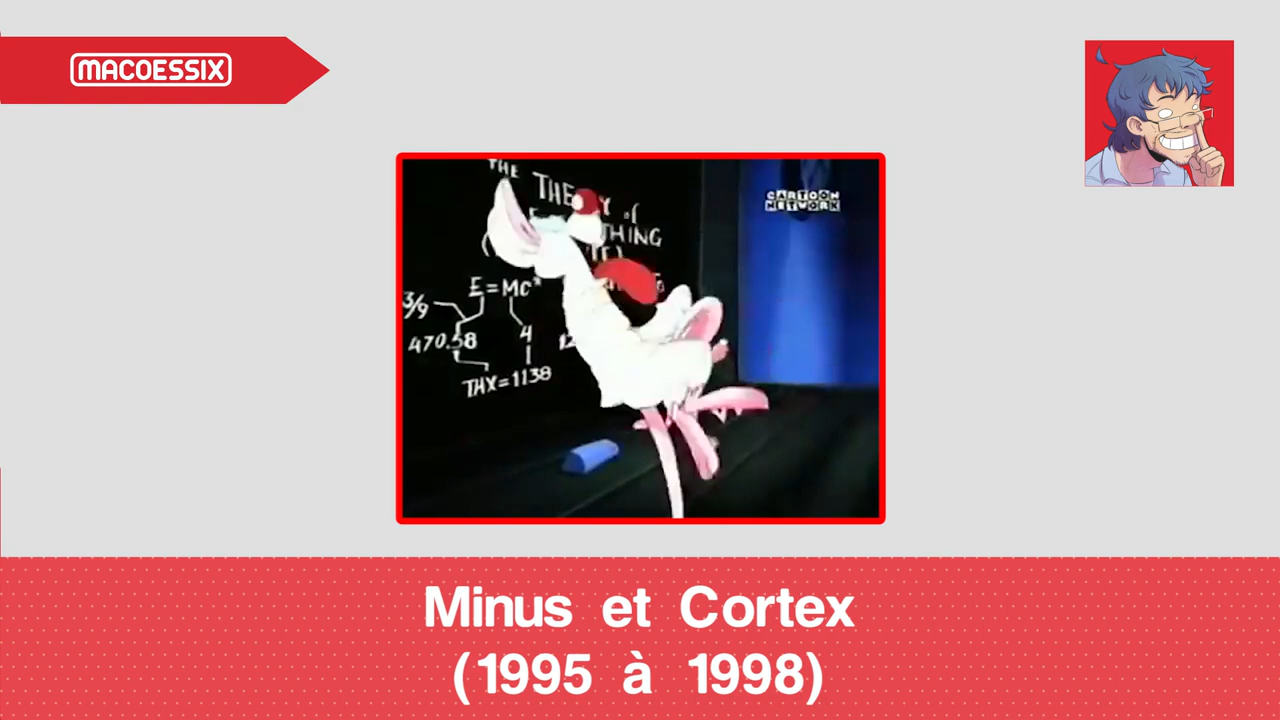 MACOESSIX
CARTOON
NETWORK
THE
THE Y of
THING
E=MC²
3/9
470.58
4
12
THX=1138
Minus et Cortex
(1995 à 1998)